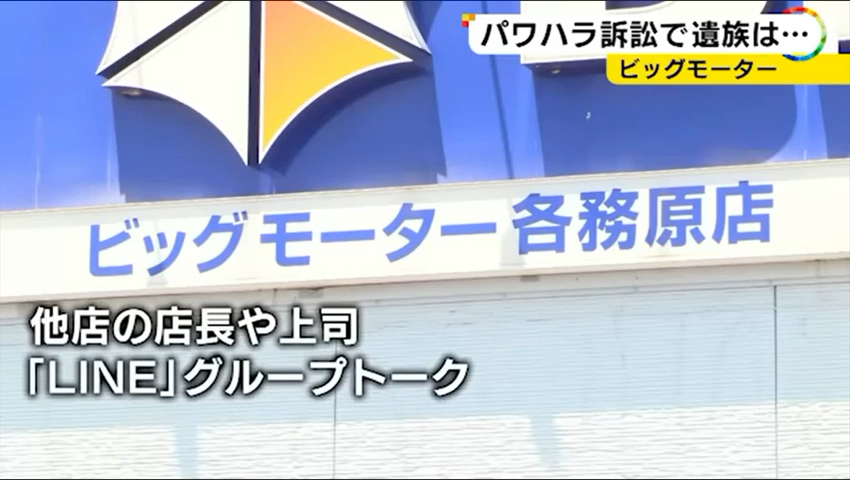 パワハラ訴訟で遺族は…
ビッグモーター
ビッグモーター 各務原店
他店の店長や上司
「LINE」グループトーク